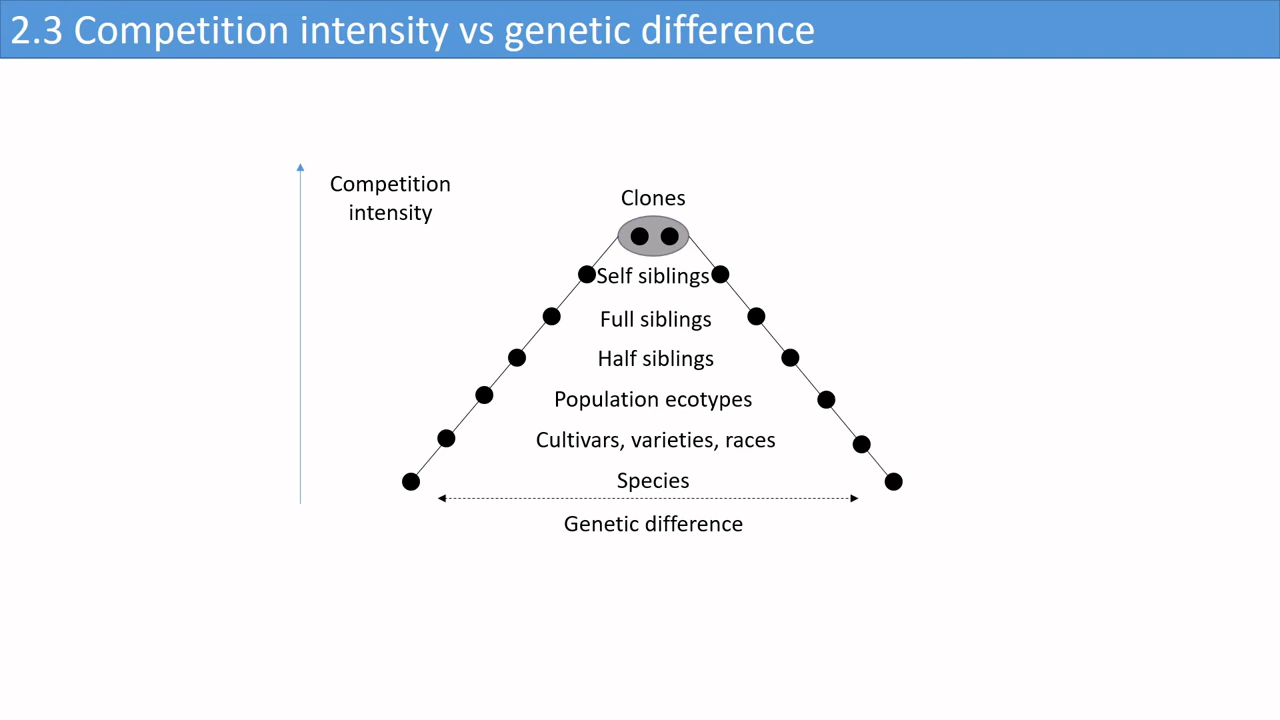 2.3 Competition intensity vs genetic difference
Competition
intensity
Clones
Self siblings
Full siblings
Half siblings
Population ecotypes
Cultivars, varieties, races
Species
Genetic difference